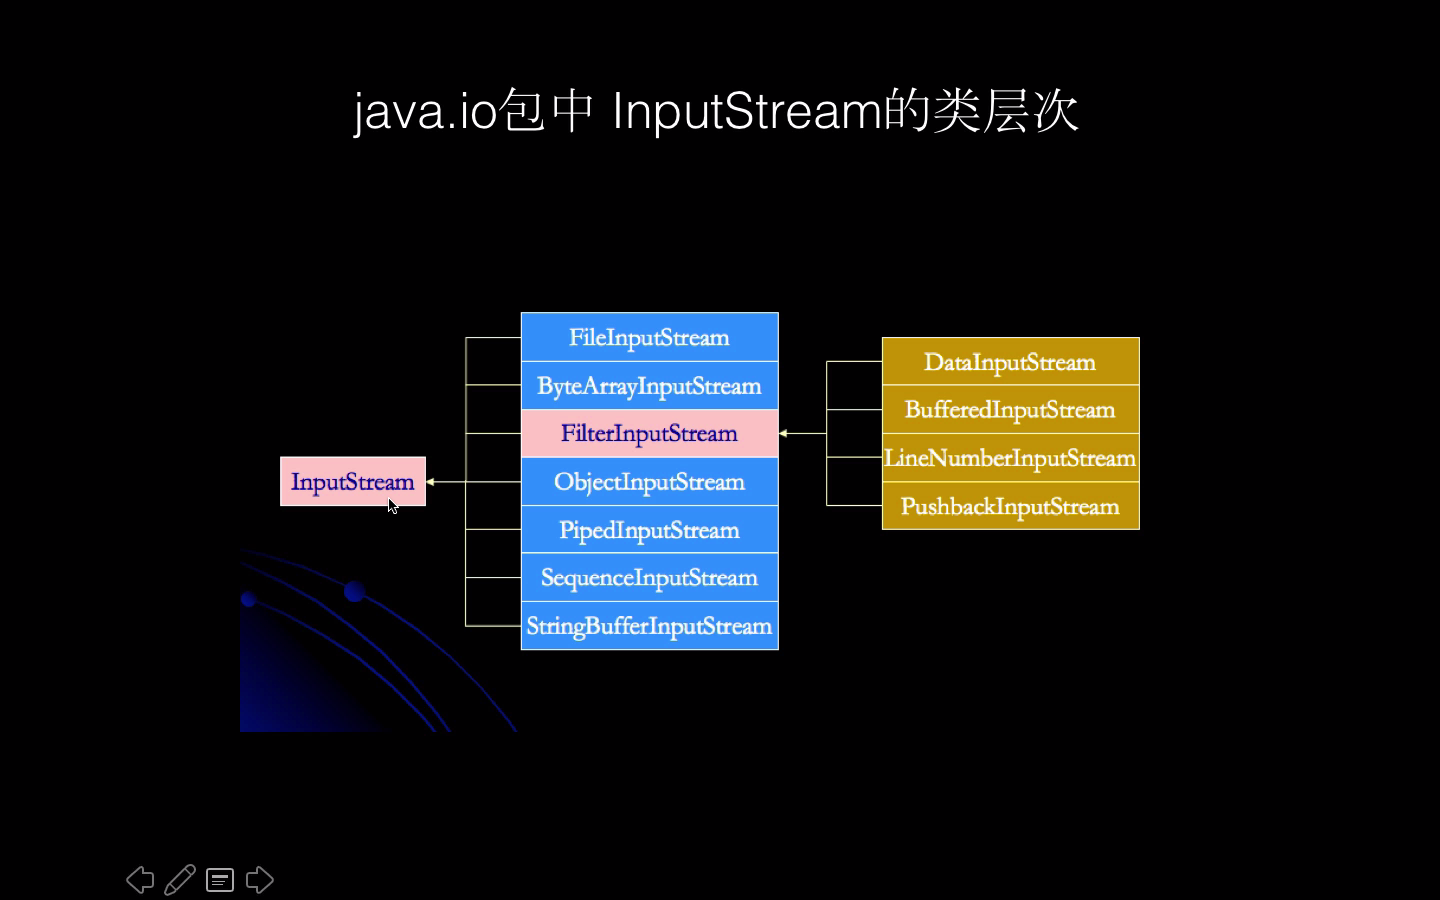 java.io包中 InputStream的类层次
InputStream
FileInputStream
ByteArrayInputStream
FilterInputStream
ObjectInputStream
PipedInputStream
SequenceInputStream
StringBufferInputStream
DataInputStream
BufferedInputStream
LineNumberInputStream
PushbackInputStream